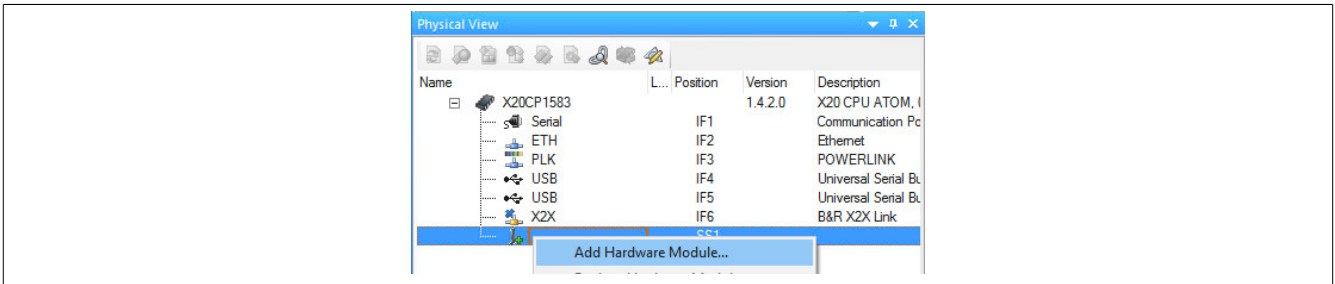 Physical View
Name L... Position Version Description
X20CP1583 1.4.2.0 X20 CPU ATOM, (
Serial IF1 Communication Po
ETH IF2 Ethernet
PLK IF3 POWERLINK
USB IF4 Universal Serial Bu
USB IF5 Universal Serial Bu
X2X IF6 B&R X2X Link
SS1
Add Hardware Module...